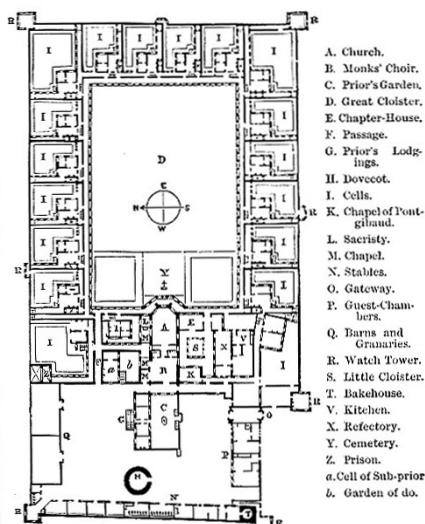 A. Church.
B. Monks' Choir.
C. Prior's Garden.
D. Great Cloister.
E. Chapter-House.
F. Passage.
G. Prior's Lodg-
ings.
H. Dovecot.
I. Cells.
K. Chapel of Pont-
gibaud.
L. Sacristy.
M. Chapel.
N. Stables.
O. Gateway.
P. Guest-Cham-
bers.
Q. Barns and
Granaries.
R. Watch Tower.
S. Little Cloister.
T. Bakehouse.
V. Kitchen.
X. Refectory.
Y. Cemetery.
Z. Prison.
a. Cell of Sub-prior
b. Garden of do.
R
R
I
I
I
I
I
I
I
I
I
I
D
E
N
S
W
I
I
R
I
I
R
I
I
Y
I
A
E
V
I
S
X
I
a
b
B
K
R
C
G
O
Q
P
H
N
R
T